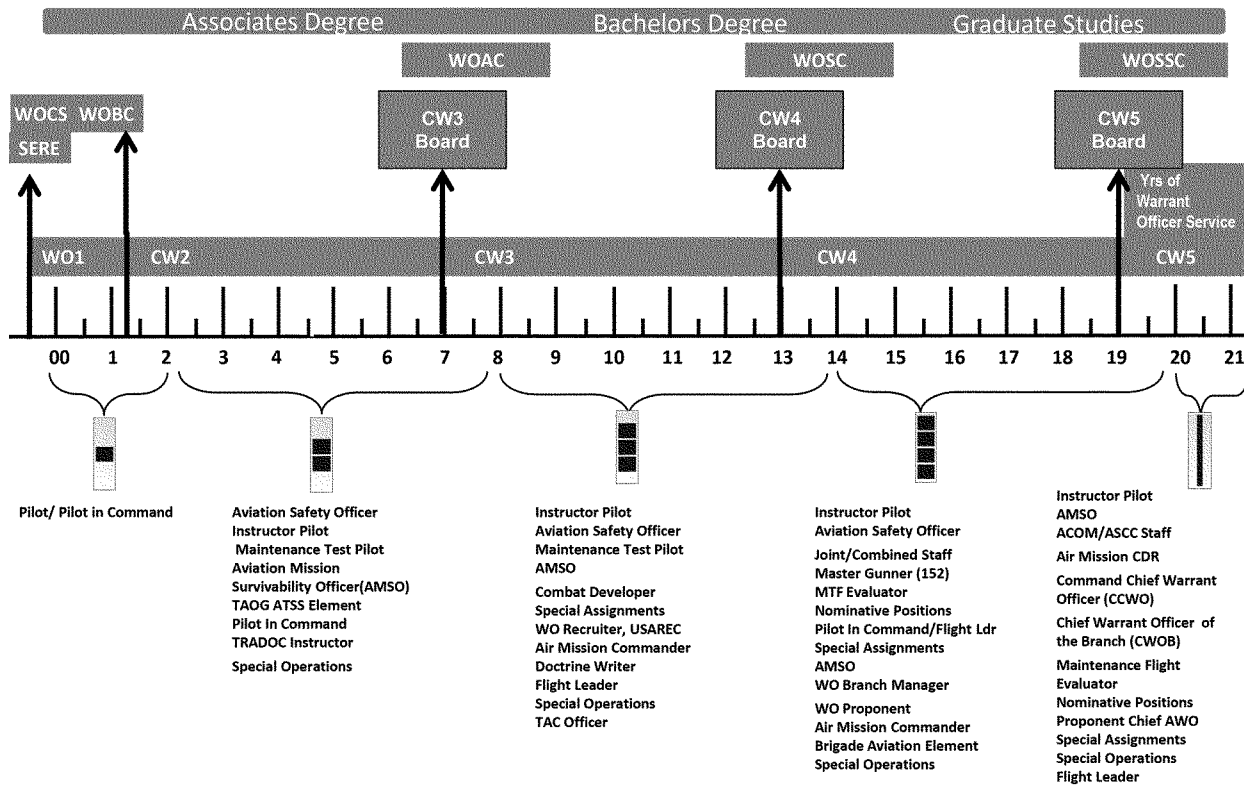 Associates Degree Bachelors Degree Graduate Studies
WOAC WOSC WOSSC
WOCS WOBC
SERE
CW3
Board
CW4
Board
CW5
Board
Yrs of
Warrant
Officer Service
WO1 CW2 CW3 CW4 CW5
00 1 2 3 4 5 6 7 8 9 10 11 12 13 14 15 16 17 18 19 20 21
Pilot/ Pilot in Command
Aviation Safety Officer
Instructor Pilot
Maintenance Test Pilot
Aviation Mission
Survivability Officer(AMSO)
TAOG ATSS Element
Pilot In Command
TRADOC Instructor
Special Operations
Instructor Pilot
Aviation Safety Officer
Maintenance Test Pilot
AMSO
Combat Developer
Special Assignments
WO Recruiter, USAREC
Air Mission Commander
Doctrine Writer
Flight Leader
Special Operations
TAC Officer
Instructor Pilot
Aviation Safety Officer
Joint/Combined Staff
Master Gunner (152)
MTF Evaluator
Nominative Positions
Pilot In Command/Flight Ldr
Special Assignments
AMSO
WO Branch Manager
WO Proponent
Air Mission Commander
Brigade Aviation Element
Special Operations
Instructor Pilot
AMSO
ACOM/ASCC Staff
Air Mission CDR
Command Chief Warrant
Officer (CCWO)
Chief Warrant Officer of
the Branch (CWOB)
Maintenance Flight
Evaluator
Nominative Positions
Proponent Chief AWO
Special Assignments
Special Operations
Flight Leader